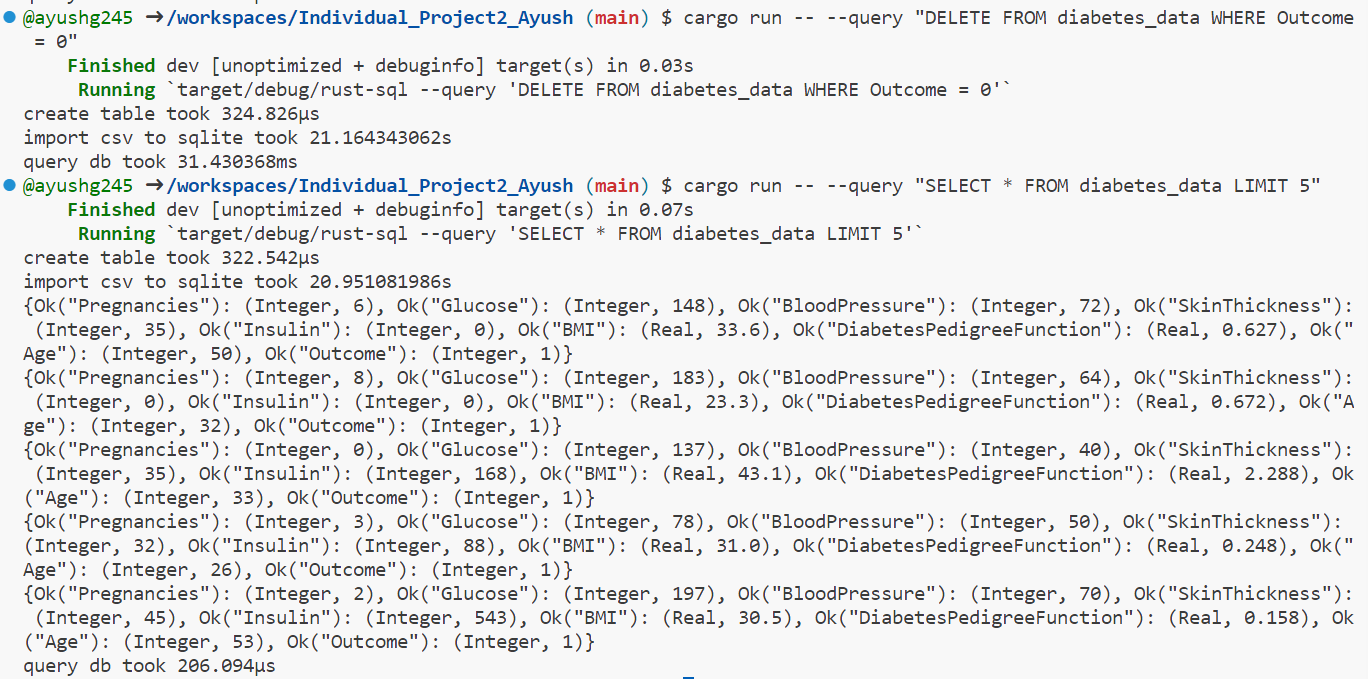 @ayushg245 ➜/workspaces/Individual_Project2_Ayush (main) $ cargo run -- --query "DELETE FROM diabetes_data WHERE Outcome
 = 0"
    Finished dev [unoptimized + debuginfo] target(s) in 0.03s
     Running `target/debug/rust-sql --query 'DELETE FROM diabetes_data WHERE Outcome = 0'`
create table took 324.826µs
import csv to sqlite took 21.164343062s
query db took 31.430368ms
@ayushg245 ➜/workspaces/Individual_Project2_Ayush (main) $ cargo run -- --query "SELECT * FROM diabetes_data LIMIT 5"
    Finished dev [unoptimized + debuginfo] target(s) in 0.07s
     Running `target/debug/rust-sql --query 'SELECT * FROM diabetes_data LIMIT 5'`
create table took 322.542µs
import csv to sqlite took 20.951081986s
{Ok("Pregnancies"): (Integer, 6), Ok("Glucose"): (Integer, 148), Ok("BloodPressure"): (Integer, 72), Ok("SkinThickness"):
 (Integer, 35), Ok("Insulin"): (Integer, 0), Ok("BMI"): (Real, 33.6), Ok("DiabetesPedigreeFunction"): (Real, 0.627), Ok("
Age"): (Integer, 50), Ok("Outcome"): (Integer, 1)}
{Ok("Pregnancies"): (Integer, 8), Ok("Glucose"): (Integer, 183), Ok("BloodPressure"): (Integer, 64), Ok("SkinThickness"):
 (Integer, 0), Ok("Insulin"): (Integer, 0), Ok("BMI"): (Real, 23.3), Ok("DiabetesPedigreeFunction"): (Real, 0.672), Ok("A
ge"): (Integer, 32), Ok("Outcome"): (Integer, 1)}
{Ok("Pregnancies"): (Integer, 0), Ok("Glucose"): (Integer, 137), Ok("BloodPressure"): (Integer, 40), Ok("SkinThickness"):
 (Integer, 35), Ok("Insulin"): (Integer, 168), Ok("BMI"): (Real, 43.1), Ok("DiabetesPedigreeFunction"): (Real, 2.288), Ok
("Age"): (Integer, 33), Ok("Outcome"): (Integer, 1)}
{Ok("Pregnancies"): (Integer, 3), Ok("Glucose"): (Integer, 78), Ok("BloodPressure"): (Integer, 50), Ok("SkinThickness"):
(Integer, 32), Ok("Insulin"): (Integer, 88), Ok("BMI"): (Real, 31.0), Ok("DiabetesPedigreeFunction"): (Real, 0.248), Ok("
Age"): (Integer, 26), Ok("Outcome"): (Integer, 1)}
{Ok("Pregnancies"): (Integer, 2), Ok("Glucose"): (Integer, 197), Ok("BloodPressure"): (Integer, 70), Ok("SkinThickness"):
 (Integer, 45), Ok("Insulin"): (Integer, 543), Ok("BMI"): (Real, 30.5), Ok("DiabetesPedigreeFunction"): (Real, 0.158), Ok
("Age"): (Integer, 53), Ok("Outcome"): (Integer, 1)}
query db took 206.094µs